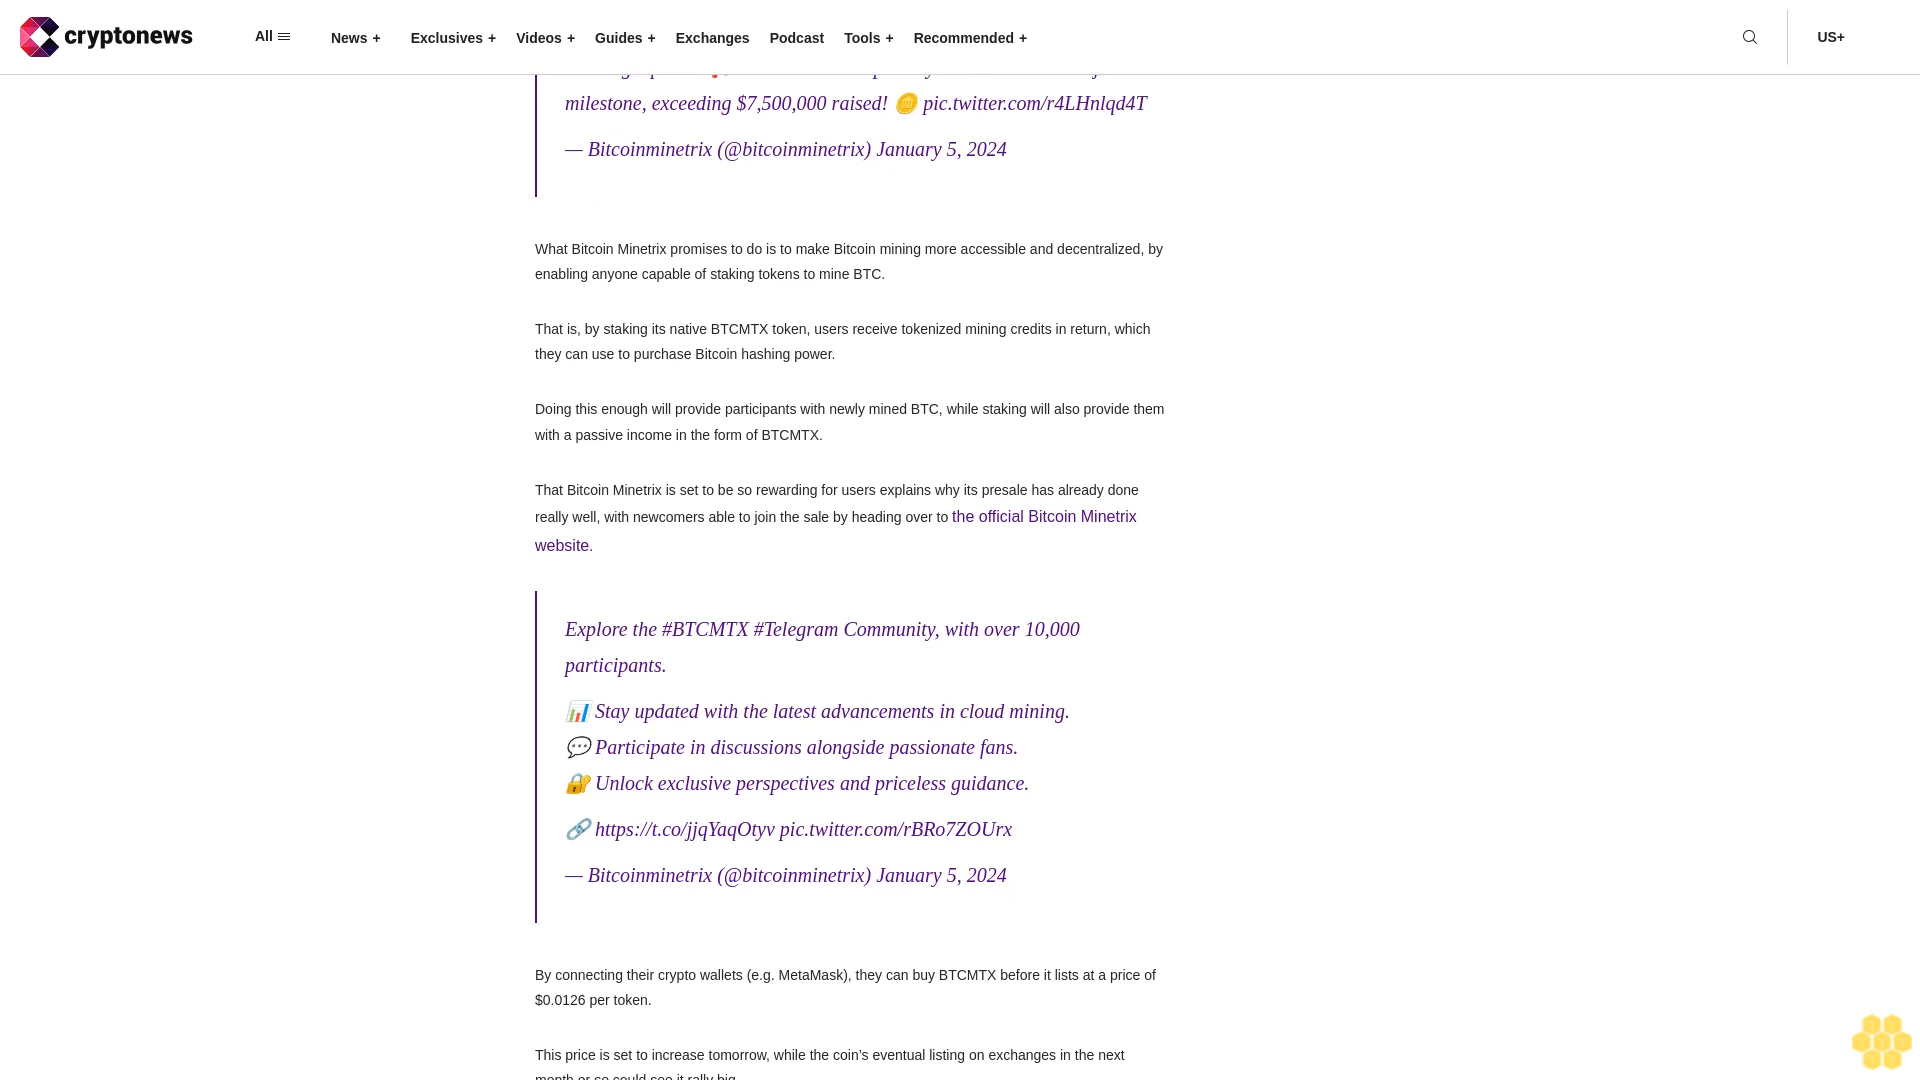 cryptonews
All
News +
Exclusives +
Videos +
Guides +
Exchanges
Podcast
Tools +
Recommended +
US+
milestone, exceeding $7,500,000 raised! 🪙 pic.twitter.com/r4LHnlqd4T
— Bitcoinminetrix (@bitcoinminetrix) January 5, 2024
What Bitcoin Minetrix promises to do is to make Bitcoin mining more accessible and decentralized, by
enabling anyone capable of staking tokens to mine BTC.
That is, by staking its native BTCMTX token, users receive tokenized mining credits in return, which
they can use to purchase Bitcoin hashing power.
Doing this enough will provide participants with newly mined BTC, while staking will also provide them
with a passive income in the form of BTCMTX.
That Bitcoin Minetrix is set to be so rewarding for users explains why its presale has already done
really well, with newcomers able to join the sale by heading over to the official Bitcoin Minetrix
website.
Explore the #BTCMTX #Telegram Community, with over 10,000
participants.
📊 Stay updated with the latest advancements in cloud mining.
💬 Participate in discussions alongside passionate fans.
🔐 Unlock exclusive perspectives and priceless guidance.
🔗 https://t.co/jjqYaqOtyv pic.twitter.com/rBRo7ZOUrx
— Bitcoinminetrix (@bitcoinminetrix) January 5, 2024
By connecting their crypto wallets (e.g. MetaMask), they can buy BTCMTX before it lists at a price of
$0.0126 per token.
This price is set to increase tomorrow, while the coin’s eventual listing on exchanges in the next
month or so could see it rally big.